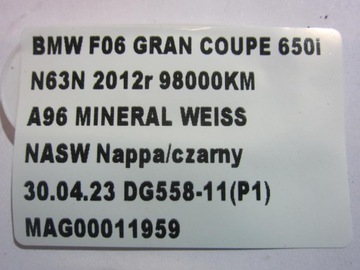 BMW F06 GRAN COUPE 650i
N63N 2012r 98000KM
A96 MINERAL WEISS
NASW Nappa/czarny
30.04.23 DG558-11(P1)
MAG00011959